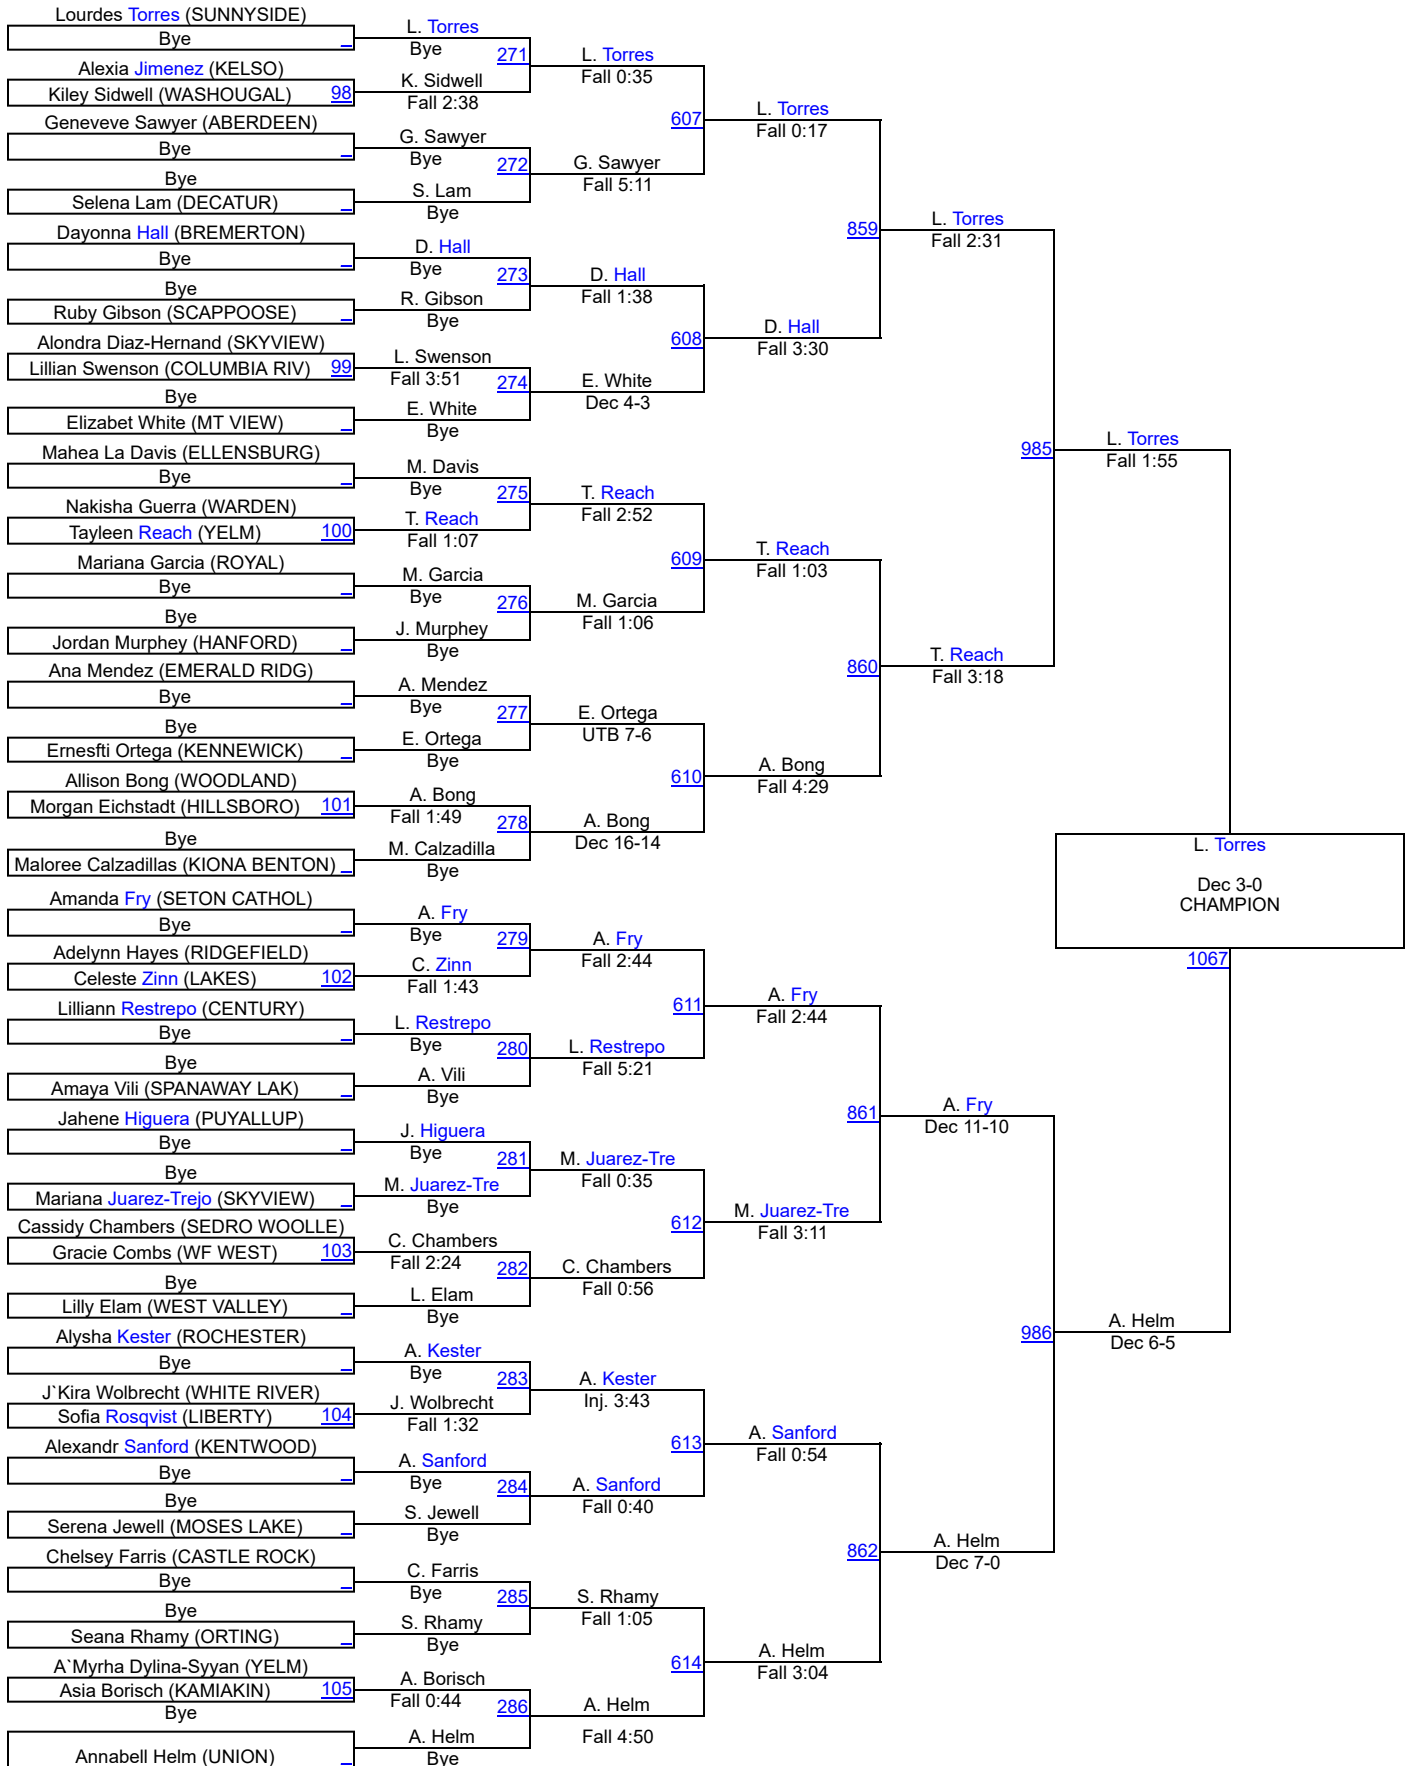 Lourdes Torres (SUNNYSIDE)
Bye _
Alexia Jimenez (KELSO)
Kiley Sidwell (WASHOUGAL) 98
Geneveve Sawyer (ABERDEEN)
Bye _
Bye
Selena Lam (DECATUR) _
Dayonna Hall (BREMERTON)
Bye _
Bye
Ruby Gibson (SCAPPOOSE) _
Alondra Diaz-Hernand (SKYVIEW)
Lillian Swenson (COLUMBIA RIV) 99
Bye
Elizabet White (MT VIEW) _
Mahea La Davis (ELLENSBURG)
Bye _
Nakisha Guerra (WARDEN)
Tayleen Reach (YELM) 100
Mariana Garcia (ROYAL)
Bye _
Bye
Jordan Murphey (HANFORD) _
Ana Mendez (EMERALD RIDG)
Bye _
Bye
Ernesfti Ortega (KENNEWICK) _
Allison Bong (WOODLAND)
Morgan Eichstadt (HILLSBORO) 101
Bye
Maloree Calzadillas (KIONA BENTON) _
Amanda Fry (SETON CATHOL)
Bye _
Adelynn Hayes (RIDGEFIELD)
Celeste Zinn (LAKES) 102
Lilliann Restrepo (CENTURY)
Bye _
Bye
Amaya Vili (SPANAWAY LAK) _
Jahene Higuera (PUYALLUP)
Bye _
Bye
Mariana Juarez-Trejo (SKYVIEW) _
Cassidy Chambers (SEDRO WOOLLE)
Gracie Combs (WF WEST) 103
Bye
Lilly Elam (WEST VALLEY) _
Alysha Kester (ROCHESTER)
Bye _
J`Kira Wolbrecht (WHITE RIVER)
Sofia Rosqvist (LIBERTY) 104
Alexandr Sanford (KENTWOOD)
Bye _
Bye
Serena Jewell (MOSES LAKE) _
Chelsey Farris (CASTLE ROCK)
Bye _
Bye
Seana Rhamy (ORTING) _
A`Myrha Dylina-Syyan (YELM)
Asia Borisch (KAMIAKIN) 105
Bye
Annabell Helm (UNION) _
L. Torres
Bye
271
K. Sidwell
Fall 2:38
G. Sawyer
Bye
272
S. Lam
Bye
D. Hall
Bye
273
R. Gibson
Bye
L. Swenson
Fall 3:51
274
E. White
Bye
M. Davis
Bye
275
T. Reach
Fall 1:07
M. Garcia
Bye
276
J. Murphey
Bye
A. Mendez
Bye
277
E. Ortega
Bye
A. Bong
Fall 1:49
278
M. Calzadilla
Bye
A. Fry
Bye
279
C. Zinn
Fall 1:43
L. Restrepo
Bye
280
A. Vili
Bye
J. Higuera
Bye
281
M. Juarez-Tre
Bye
C. Chambers
Fall 2:24
282
L. Elam
Bye
A. Kester
Bye
283
J. Wolbrecht
Fall 1:32
A. Sanford
Bye
284
S. Jewell
Bye
C. Farris
Bye
285
S. Rhamy
Bye
A. Borisch
Fall 0:44
286
A. Helm
Bye
L. Torres
Fall 0:35
607
G. Sawyer
Fall 5:11
D. Hall
Fall 1:38
608
E. White
Dec 4-3
T. Reach
Fall 2:52
609
M. Garcia
Fall 1:06
E. Ortega
UTB 7-6
610
A. Bong
Dec 16-14
A. Fry
Fall 2:44
611
L. Restrepo
Fall 5:21
M. Juarez-Tre
Fall 0:35
612
C. Chambers
Fall 0:56
A. Kester
Inj. 3:43
613
A. Sanford
Fall 0:40
S. Rhamy
Fall 1:05
614
A. Helm
Fall 4:50
L. Torres
Fall 0:17
859
D. Hall
Fall 3:30
T. Reach
Fall 1:03
860
A. Bong
Fall 4:29
A. Fry
Fall 2:44
861
M. Juarez-Tre
Fall 3:11
A. Sanford
Fall 0:54
862
A. Helm
Fall 3:04
L. Torres
Fall 2:31
985
T. Reach
Fall 3:18
A. Fry
Dec 11-10
986
A. Helm
Dec 7-0
L. Torres
Fall 1:55
L. Torres
Dec 3-0
CHAMPION
1067
A. Helm
Dec 6-5